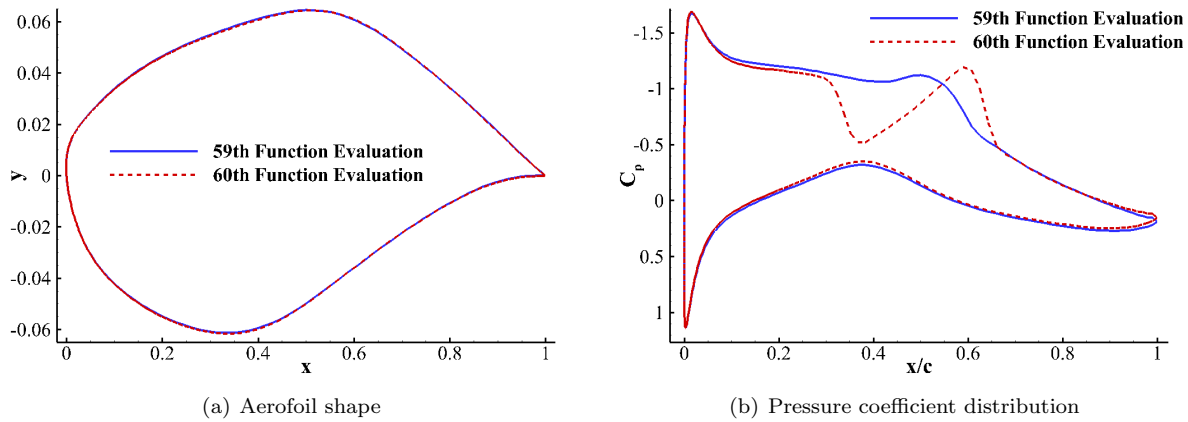 0.06
0.04
0.02
0
-0.02
-0.04
-0.06
y
59th Function Evaluation
60th Function Evaluation
0 0.2 0.4 0.6 0.8 1
x
(a) Aerofoil shape
-1.5
-1
-0.5
0
0.5
1
Cp
59th Function Evaluation
60th Function Evaluation
0 0.2 0.4 0.6 0.8 1
x/c
(b) Pressure coefficient distribution